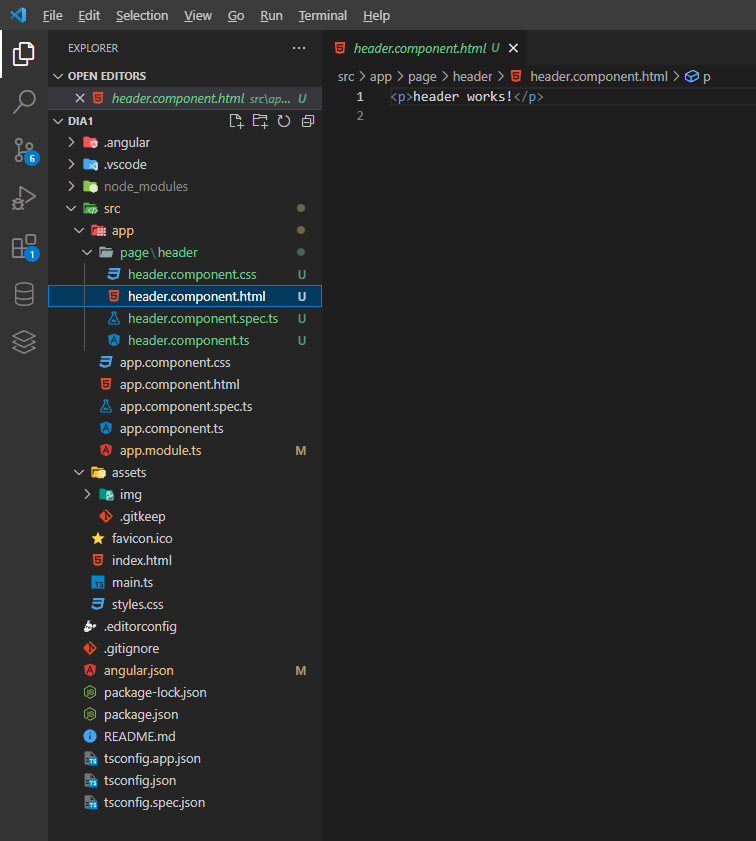 File Edit Selection View Go Run Terminal Help
EXPLORER ...
OPEN EDITORS
header.component.html src\ap... U
DIA1
.angular
.vscode
node_modules
src
app
page\header
header.component.css U
header.component.html U
header.component.spec.ts U
header.component.ts U
app.component.css
app.component.html
app.component.spec.ts
app.component.ts
app.module.ts M
assets
img
.gitkeep
favicon.ico
index.html
TS main.ts
styles.css
.editorconfig
.gitignore
angular.json M
package-lock.json
package.json
README.md
TS tsconfig.app.json
TS tsconfig.json
TS tsconfig.spec.json
6
1
header.component.html U
src > app > page > header > header.component.html > p
1 <p>header works!</p>
2